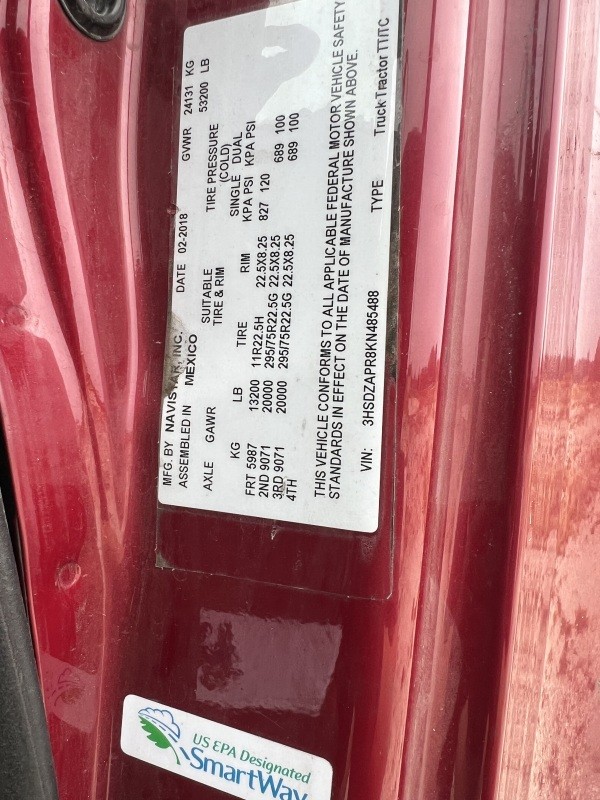 MFG. BY NAVISTAR, INC. DATE 02-2018 GVWR 24131 KG
ASSEMBLED IN MEXICO 53200 LB
AXLE GAWR SUITABLE TIRE PRESSURE
TIRE & RIM (COLD)
SINGLE DUAL
KG LB TIRE RIM KPA PSI KPA PSI
FRT 5987 13200 11R22.5H 22.5X8.25 827 120
2ND 9071 20000 295/75R22.5G 22.5X8.25 689 100
3RD 9071 20000 295/75R22.5G 22.5X8.25 689 100
4TH
THIS VEHICLE CONFORMS TO ALL APPLICABLE FEDERAL MOTOR VEHICLE SAFETY
STANDARDS IN EFFECT ON THE DATE OF MANUFACTURE SHOWN ABOVE.
VIN: 3HSDZAPR8KN485488 TYPE Truck Tractor TT/TC
US EPA Designated
SmartWay